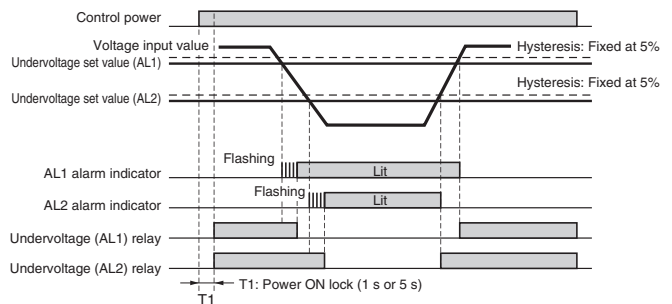 Control power
Voltage input value
Hysteresis: Fixed at 5%
Undervoltage set value (AL1)
Hysteresis: Fixed at 5%
Undervoltage set value (AL2)
Flashing
AL1 alarm indicator
Lit
Flashing
AL2 alarm indicator
Lit
Undervoltage (AL1) relay
Undervoltage (AL2) relay
T1: Power ON lock (1 s or 5 s)
T1